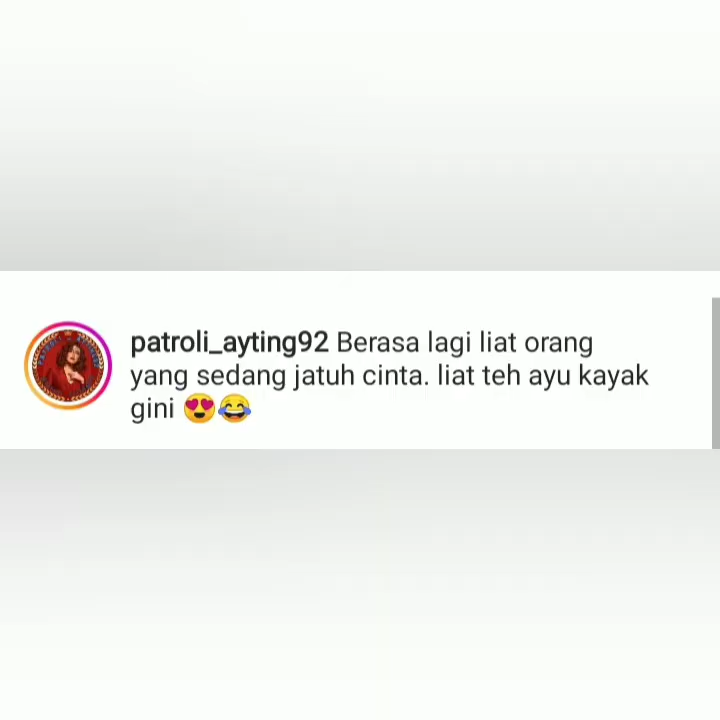 patroli_ayting92 Berasa lagi liat orang
yang sedang jatuh cinta. liat teh ayu kayak
gini 😍😂